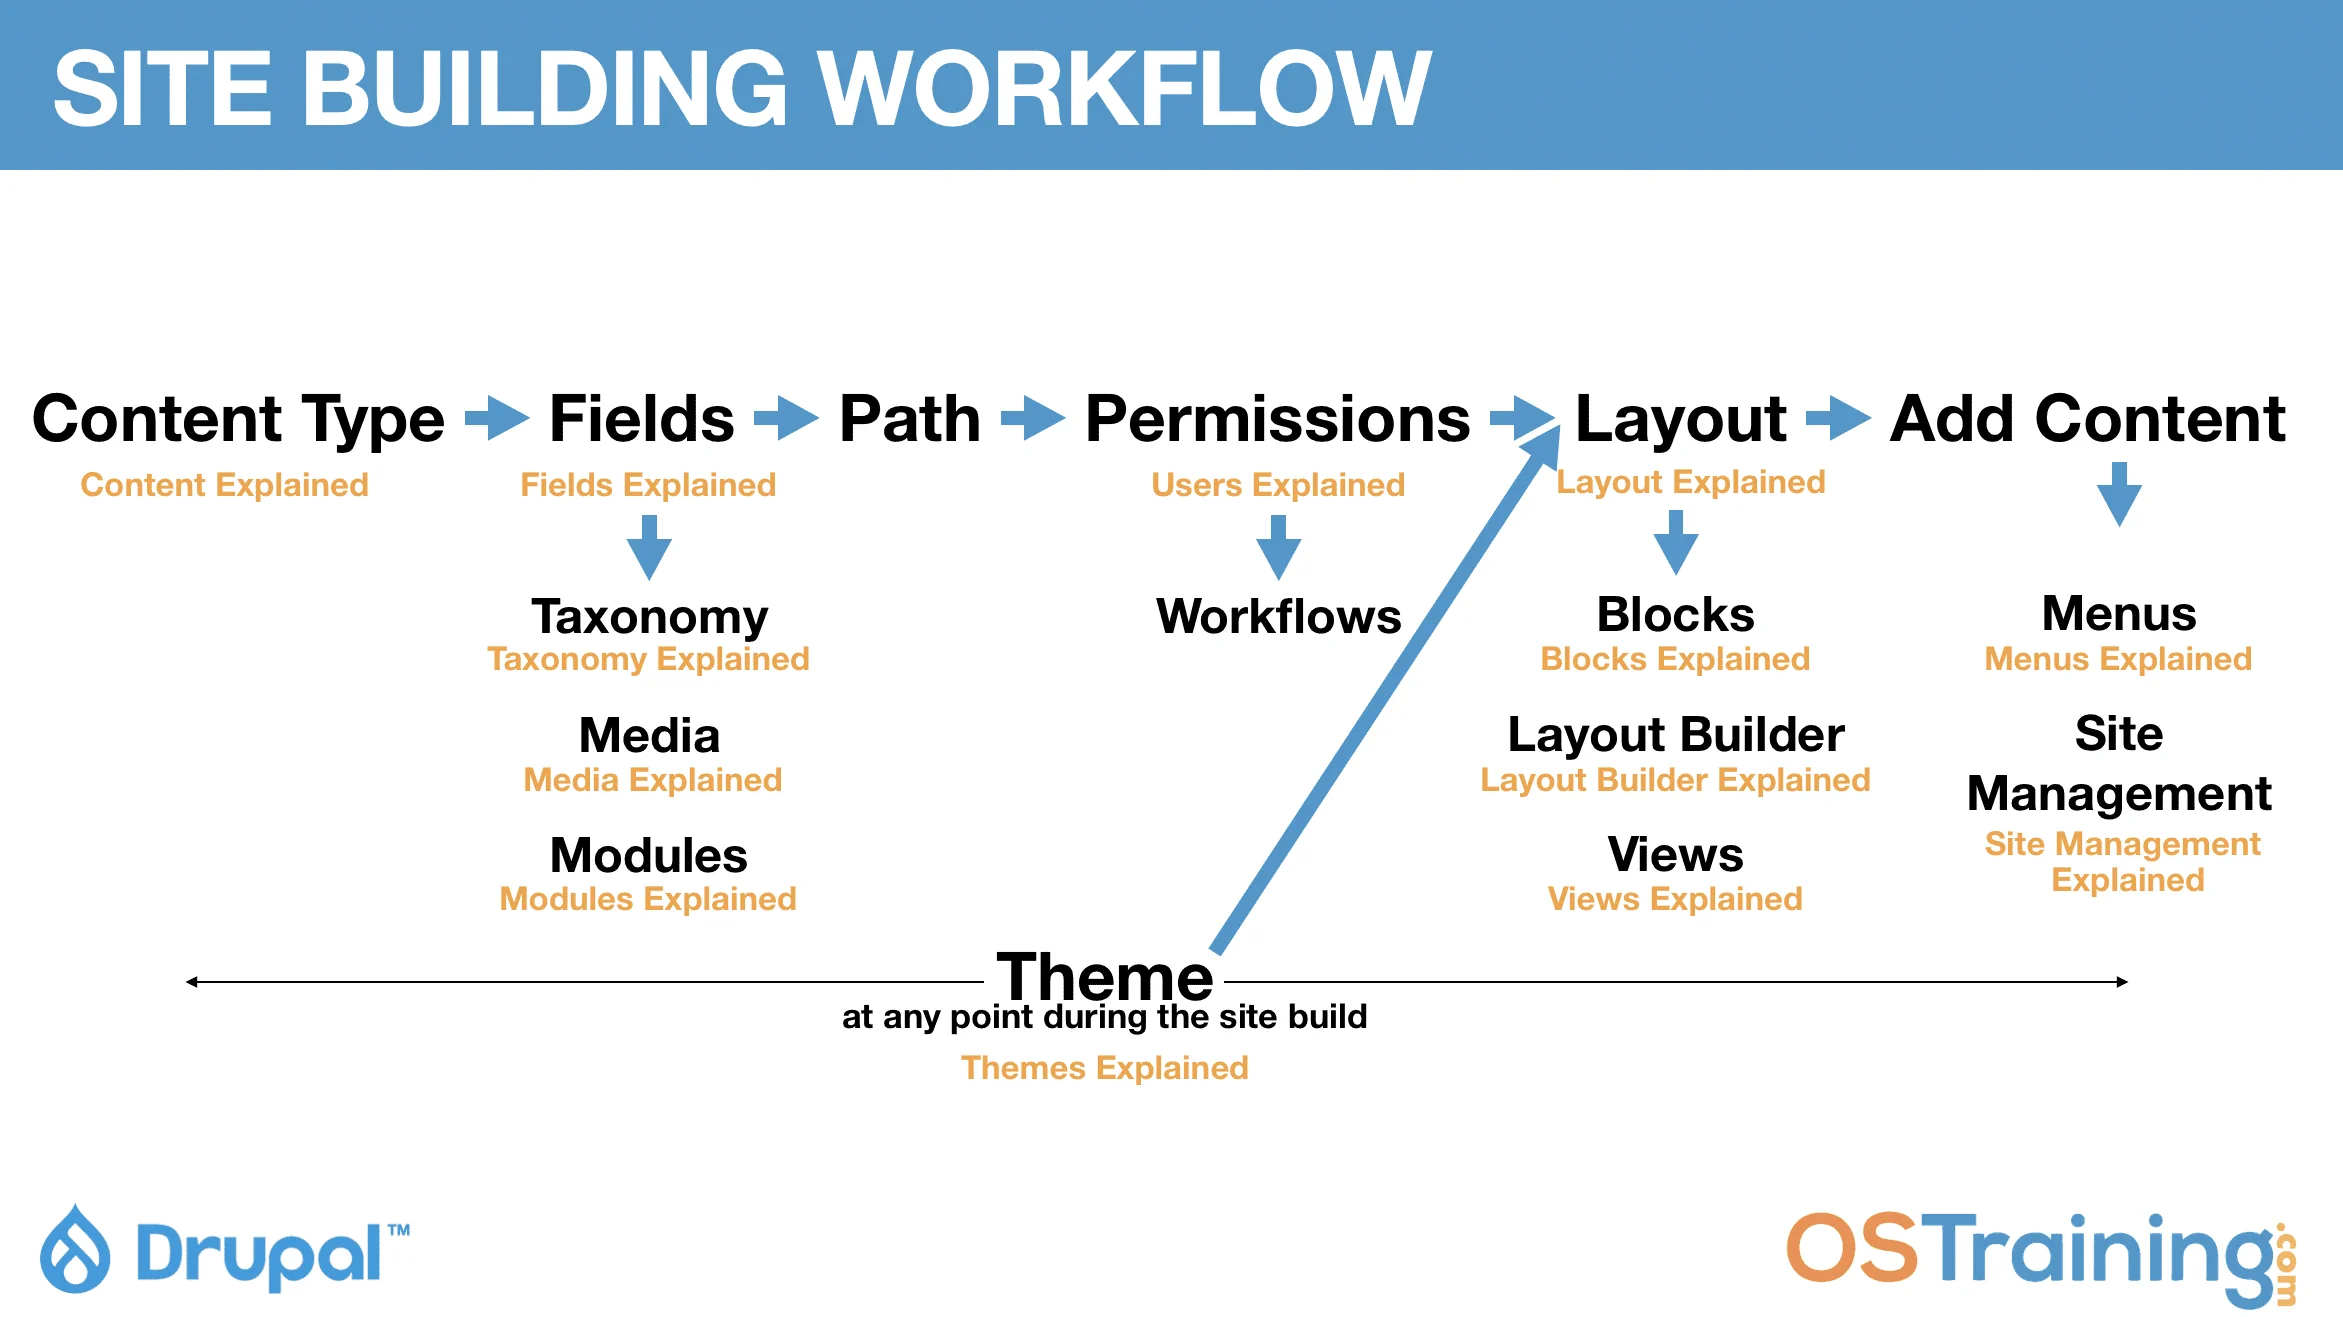 SITE BUILDING WORKFLOW
Content Type
Fields
Path
Permissions
Layout
Add Content
Content Explained
Fields Explained
Users Explained
Layout Explained
Taxonomy
Taxonomy Explained
Media
Media Explained
Modules
Modules Explained
Workflows
Blocks
Blocks Explained
Layout Builder
Layout Builder Explained
Views
Views Explained
Menus
Menus Explained
Site
Management
Site Management
Explained
Theme
at any point during the site build
Themes Explained
Drupal™
OSTraining.com